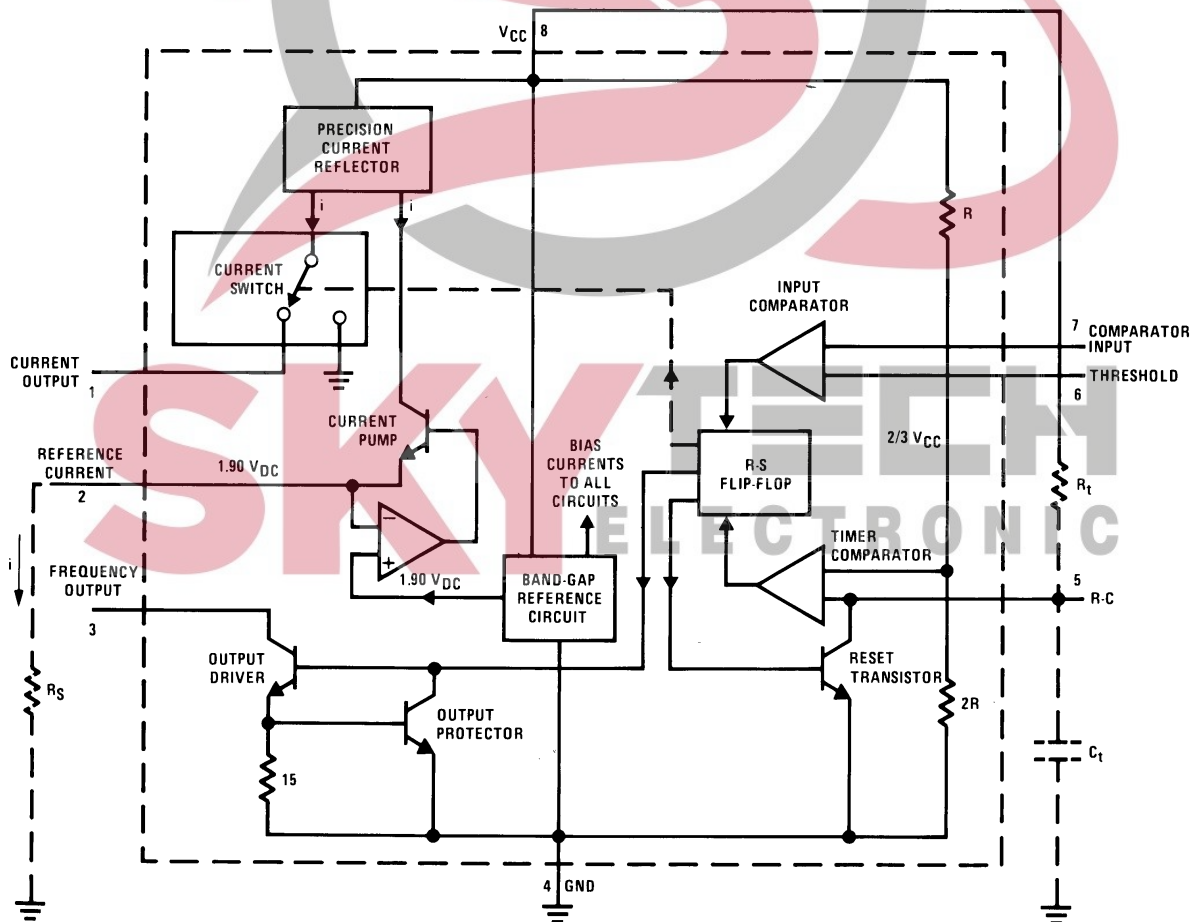 VCC 8
PRECISION
CURRENT
REFLECTOR
i
i
R
CURRENT
SWITCH
INPUT
COMPARATOR
7 COMPARATOR
INPUT
CURRENT
OUTPUT
1
THRESHOLD
6
SKYTECH
ELECTRONIC
CURRENT
PUMP
2/3 VCC
BIAS
CURRENTS
TO ALL
CIRCUITS
R-S
FLIP-FLOP
REFERENCE
CURRENT
2
1.90 VDC
Rt
−
+
1.90 VDC
TIMER
COMPARATOR
i
FREQUENCY
OUTPUT
3
BAND-GAP
REFERENCE
CIRCUIT
5
R-C
OUTPUT
DRIVER
RESET
TRANSISTOR
RS
2R
OUTPUT
PROTECTOR
Ct
15
4 GND